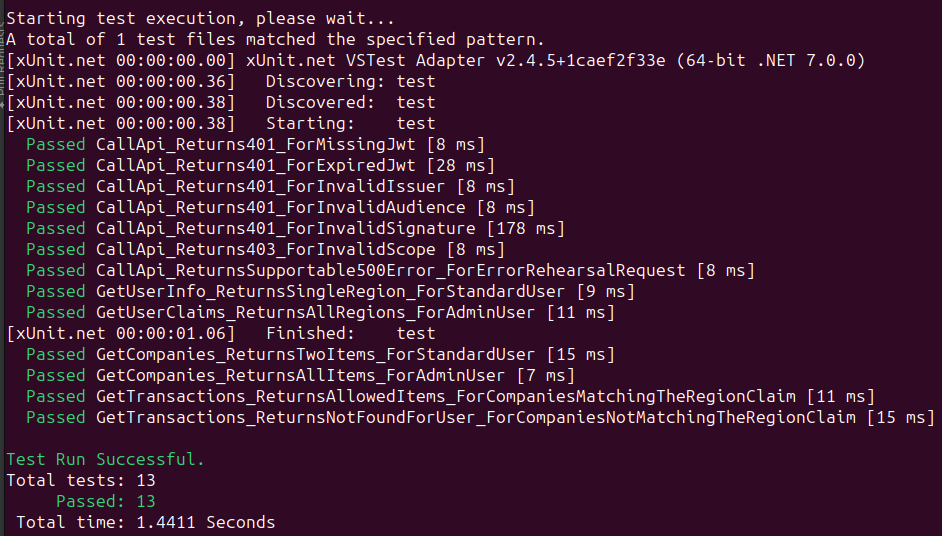 Starting test execution, please wait...
A total of 1 test files matched the specified pattern.
[xUnit.net 00:00:00.00] xUnit.net VSTest Adapter v2.4.5+1caef2f33e (64-bit .NET 7.0.0)
[xUnit.net 00:00:00.36]   Discovering: test
[xUnit.net 00:00:00.38]   Discovered:  test
[xUnit.net 00:00:00.38]   Starting:    test
  Passed CallApi_Returns401_ForMissingJwt [8 ms]
  Passed CallApi_Returns401_ForExpiredJwt [28 ms]
  Passed CallApi_Returns401_ForInvalidIssuer [8 ms]
  Passed CallApi_Returns401_ForInvalidAudience [8 ms]
  Passed CallApi_Returns401_ForInvalidSignature [178 ms]
  Passed CallApi_Returns403_ForInvalidScope [8 ms]
  Passed CallApi_ReturnsSupportable500Error_ForErrorRehearsalRequest [8 ms]
  Passed GetUserInfo_ReturnsSingleRegion_ForStandardUser [9 ms]
  Passed GetUserClaims_ReturnsAllRegions_ForAdminUser [11 ms]
[xUnit.net 00:00:01.06]   Finished:    test
  Passed GetCompanies_ReturnsTwoItems_ForStandardUser [15 ms]
  Passed GetCompanies_ReturnsAllItems_ForAdminUser [7 ms]
  Passed GetTransactions_ReturnsAllowedItems_ForCompaniesMatchingTheRegionClaim [11 ms]
  Passed GetTransactions_ReturnsNotFoundForUser_ForCompaniesNotMatchingTheRegionClaim [15 ms]

Test Run Successful.
Total tests: 13
     Passed: 13
 Total time: 1.4411 Seconds